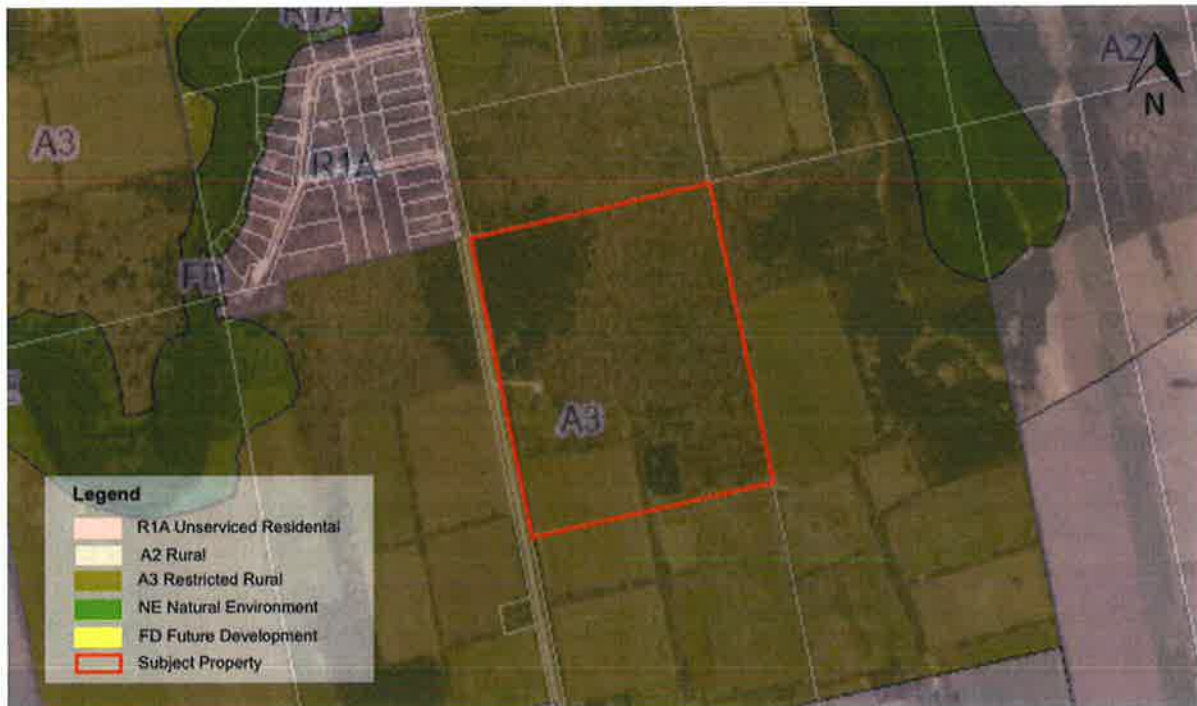 R1A
A2
N
A3
R1A
FD
A3
Legend
R1A Unserviced Residental
A2 Rural
A3 Restricted Rural
NE Natural Environment
FD Future Development
Subject Property